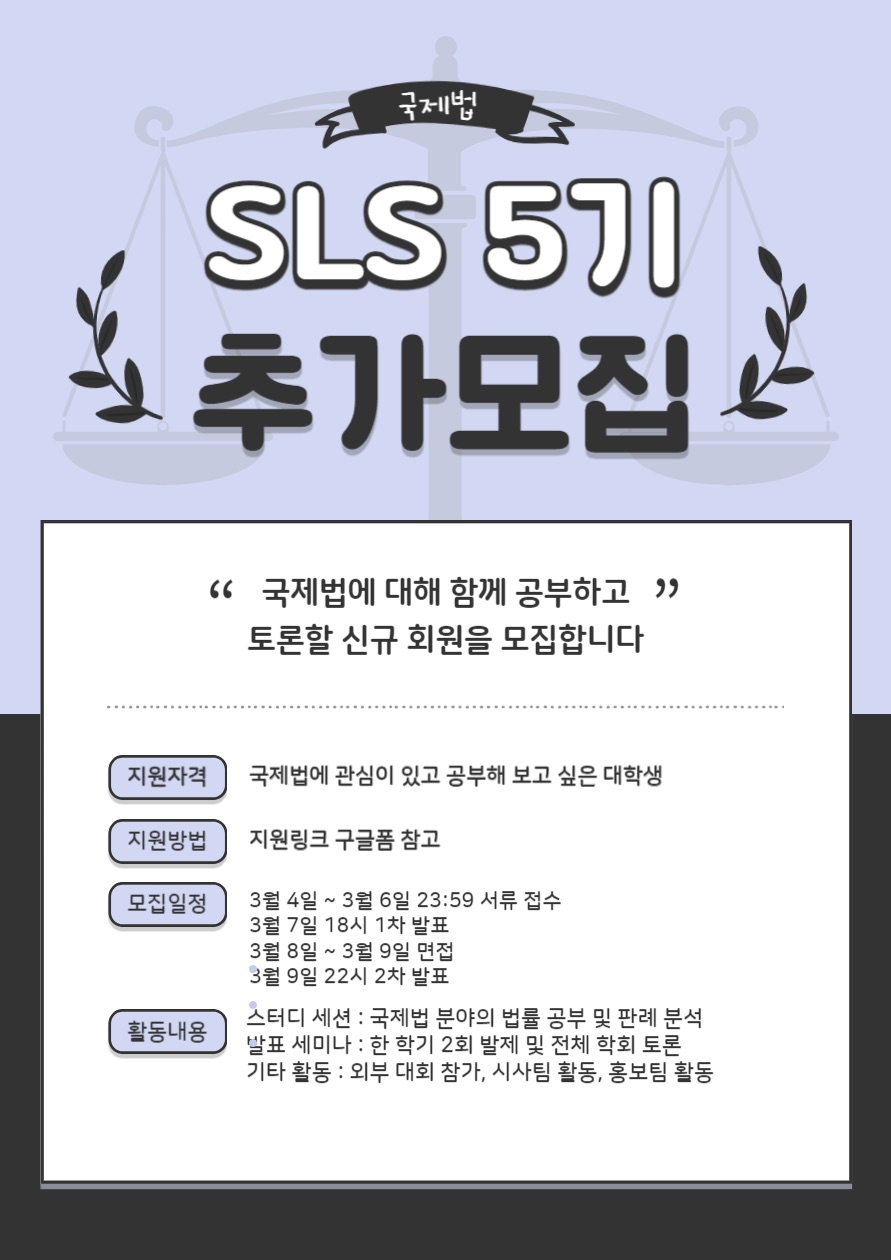 국제법
SLS 5기
추가모집
“ 국제법에 대해 함께 공부하고 ”
토론할 신규 회원을 모집합니다
지원자격 국제법에 관심이 있고 공부해 보고 싶은 대학생
지원방법 지원링크 구글폼 참고
모집일정 3월 4일 ~ 3월 6일 23:59 서류 접수
3월 7일 18시 1차 발표
3월 8일 ~ 3월 9일 면접
3월 9일 22시 2차 발표
활동내용 스터디 세션 : 국제법 분야의 법률 공부 및 판례 분석
발표 세미나 : 한 학기 2회 발제 및 전체 학회 토론
기타 활동 : 외부 대회 참가, 시사팀 활동, 홍보팀 활동